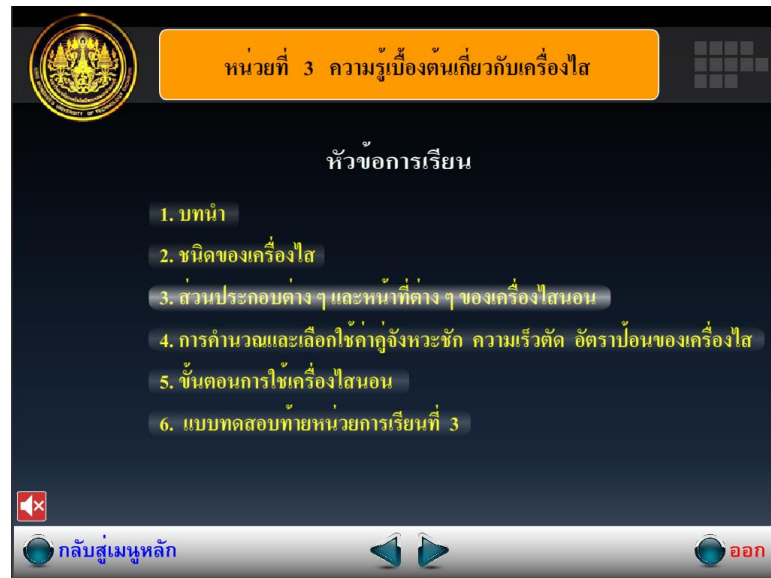 หน่วยที่ 3 ความรู้เบื้องต้นเกี่ยวกับเครื่องไส
หัวข้อการเรียน
1. บทนำ
2. ชนิดของเครื่องไส
3. ส่วนประกอบต่าง ๆ และหน้าที่ต่าง ๆ ของเครื่องไสนอน
4. การคำนวณและเลือกใช้ค่าคู่จังหวะชัก ความเร็วตัด อัตราป้อนของเครื่องไส
5. ขั้นตอนการใช้เครื่องไสนอน
6. แบบทดสอบท้ายหน่วยการเรียนที่ 3
กลับสู่เมนูหลัก
ออก